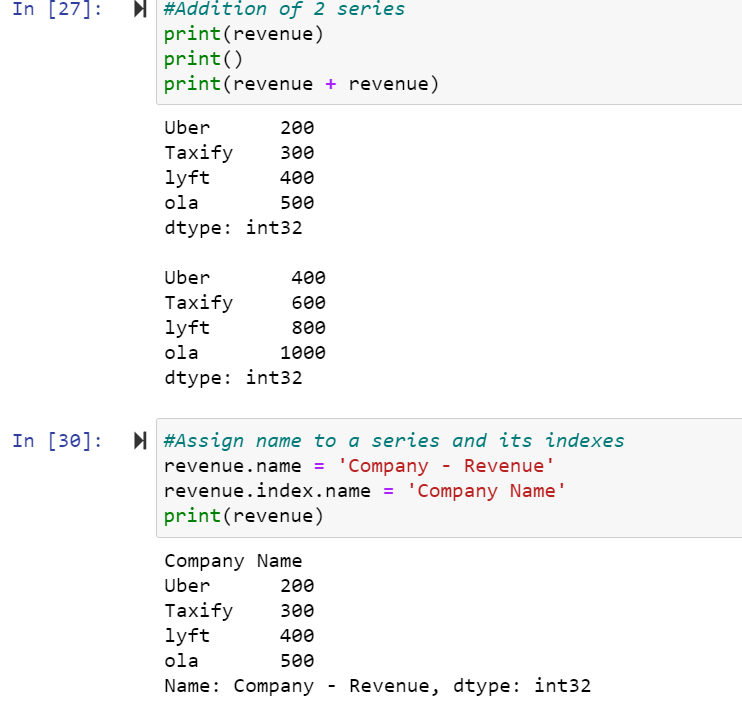 In [27]:
#Addition of 2 series
print(revenue)
print()
print(revenue + revenue)
Uber      200
Taxify    300
lyft      400
ola       500
dtype: int32
Uber       400
Taxify     600
lyft       800
ola       1000
dtype: int32
In [30]:
#Assign name to a series and its indexes
revenue.name = 'Company - Revenue'
revenue.index.name = 'Company Name'
print(revenue)
Company Name
Uber      200
Taxify    300
lyft      400
ola       500
Name: Company - Revenue, dtype: int32